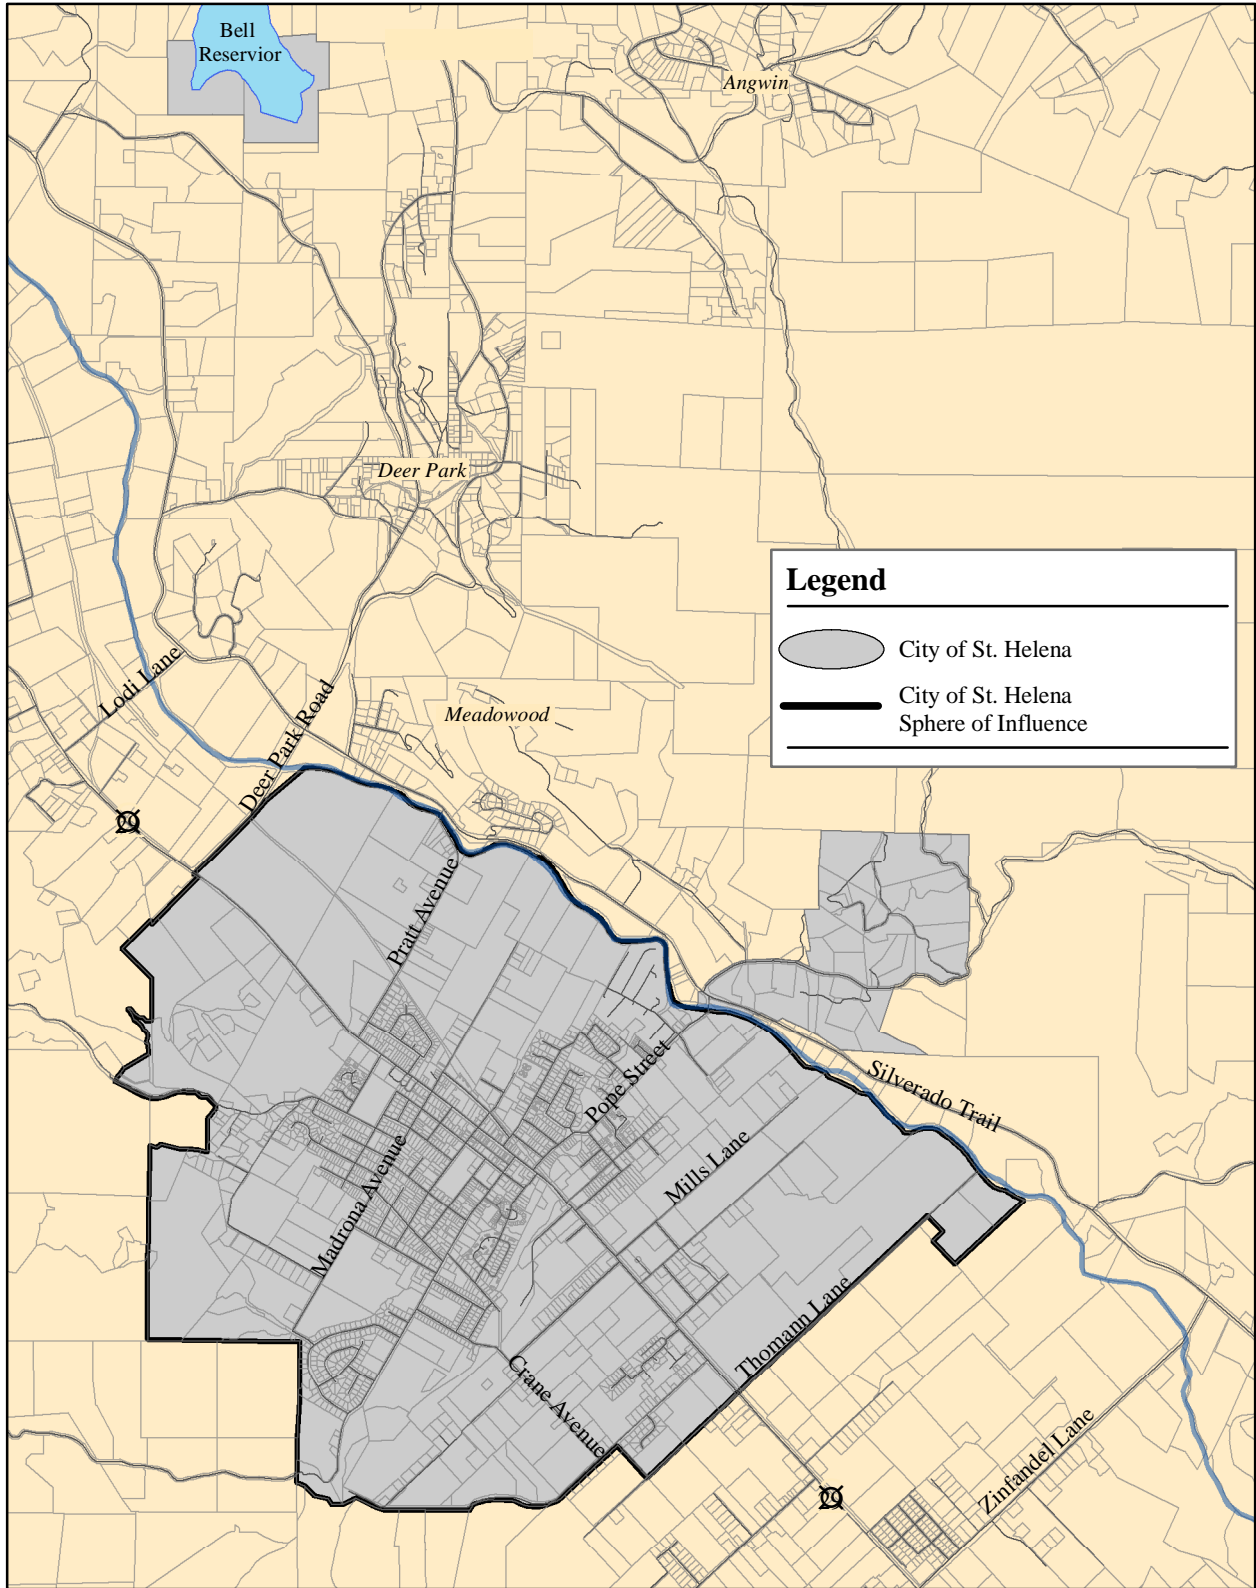 Bell
Reservior
Angwin
Deer Park
Legend
City of St. Helena
City of St. Helena
Sphere of Influence
Lodi Lane
Deer Park Road
Meadowood
29
Pratt Avenue
Pope Street
Silverado Trail
Madrona Avenue
Mills Lane
Thomann Lane
Crane Avenue
Zinfandel Lane
29